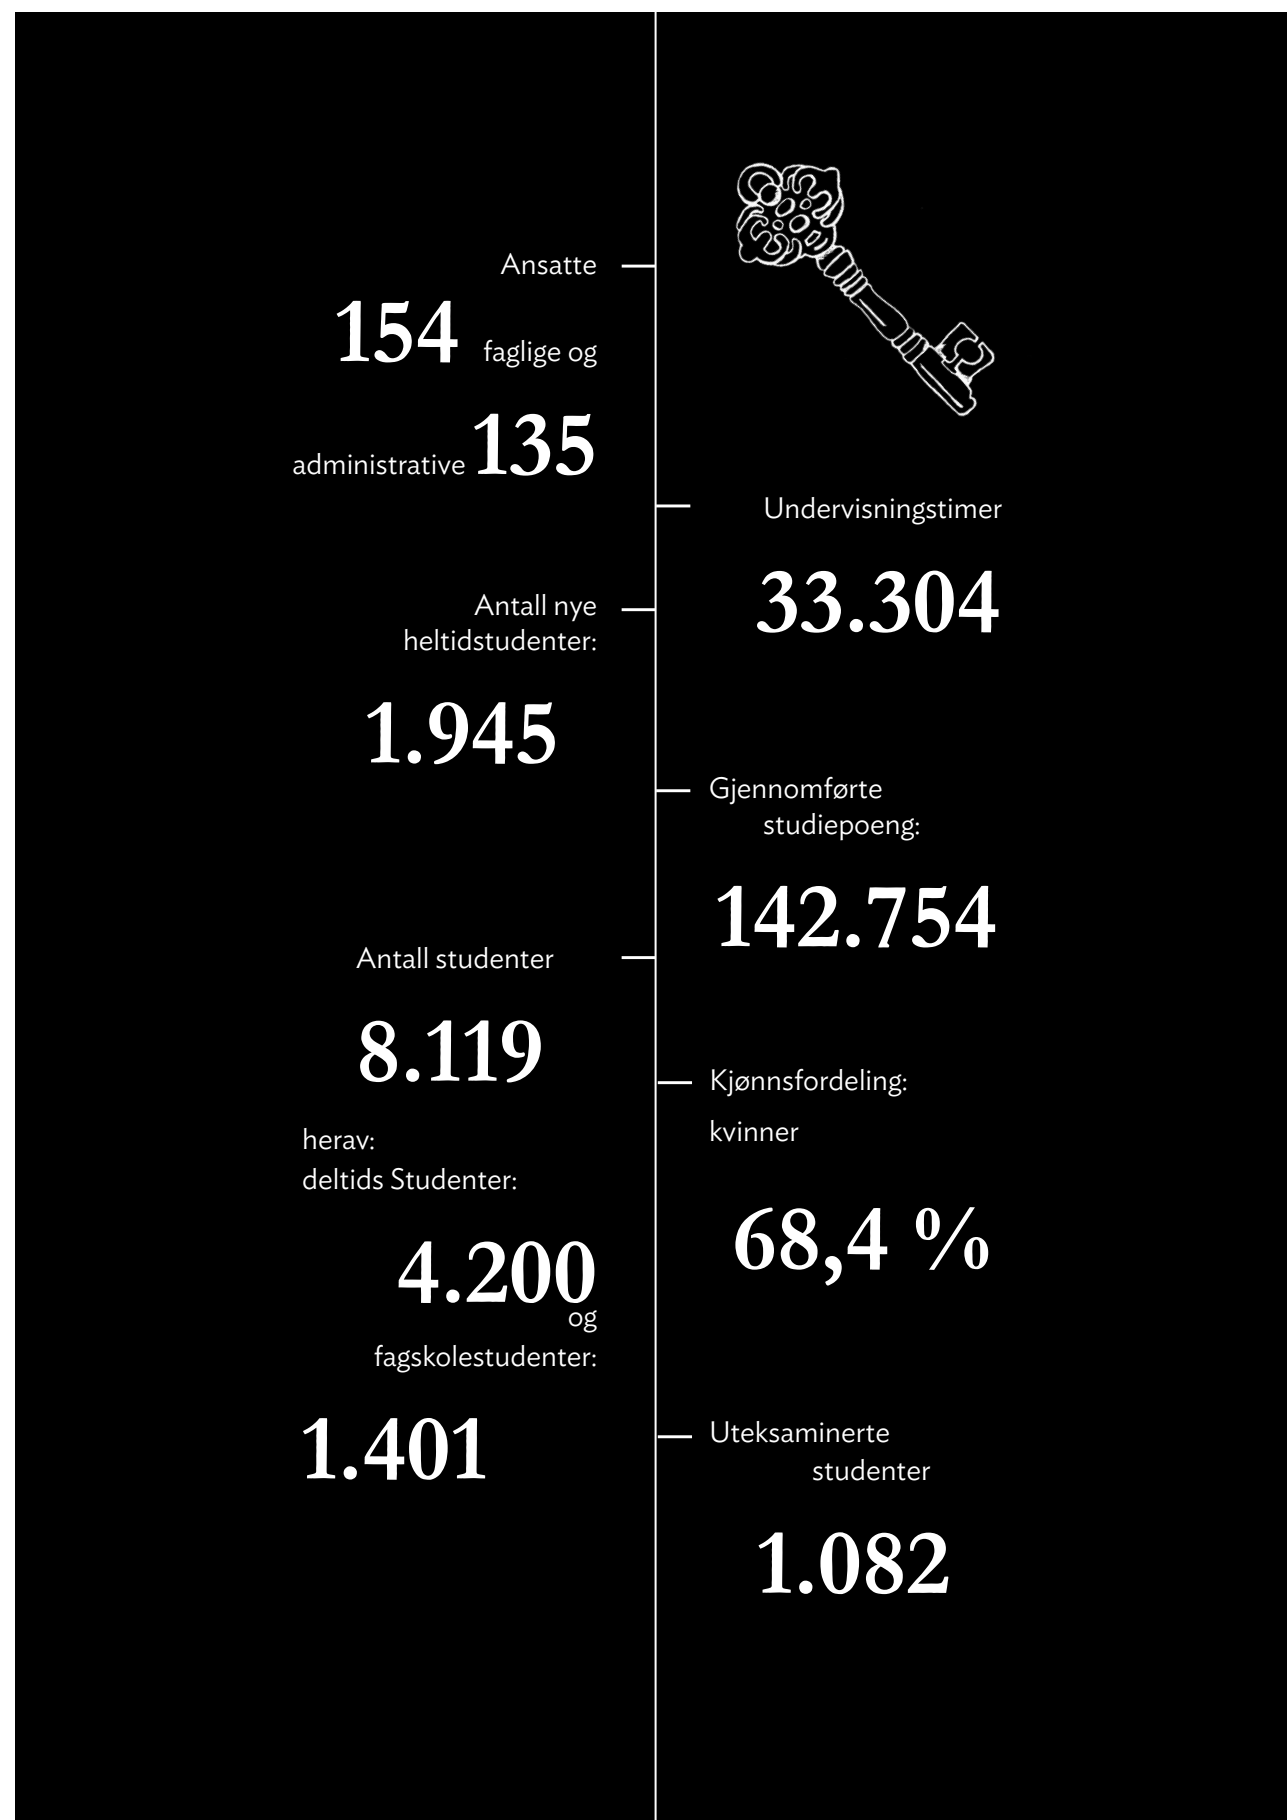 Ansatte
154 faglige og
administrative 135
Antall nye
heltidstudenter:
1.945
Antall studenter
8.119
herav:
deltids Studenter:
4.200
og
fagskolestudenter:
1.401
Undervisningstimer
33.304
Gjennomførte
studiepoeng:
142.754
Kjønnsfordeling:
kvinner
68,4 %
Uteksaminerte
studenter
1.082